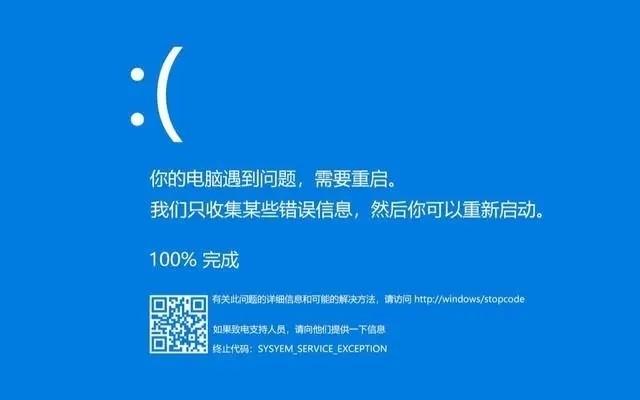 :(
你的电脑遇到问题，需要重启。
我们只收集某些错误信息，然后你可以重新启动。
100% 完成
有关此问题的详细信息和可能的解决方法，请访问 http://windows/stopcode
如果致电支持人员，请向他们提供一下信息
终止代码：SYSYEM_SERVICE_EXCEPTION